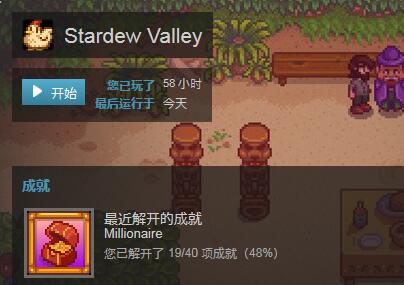 Stardew Valley
开始
您已玩了 58 小时
最后运行于 今天
成就
最近解开的成就
Millionaire
您已解开了 19/40 项成就（48%）